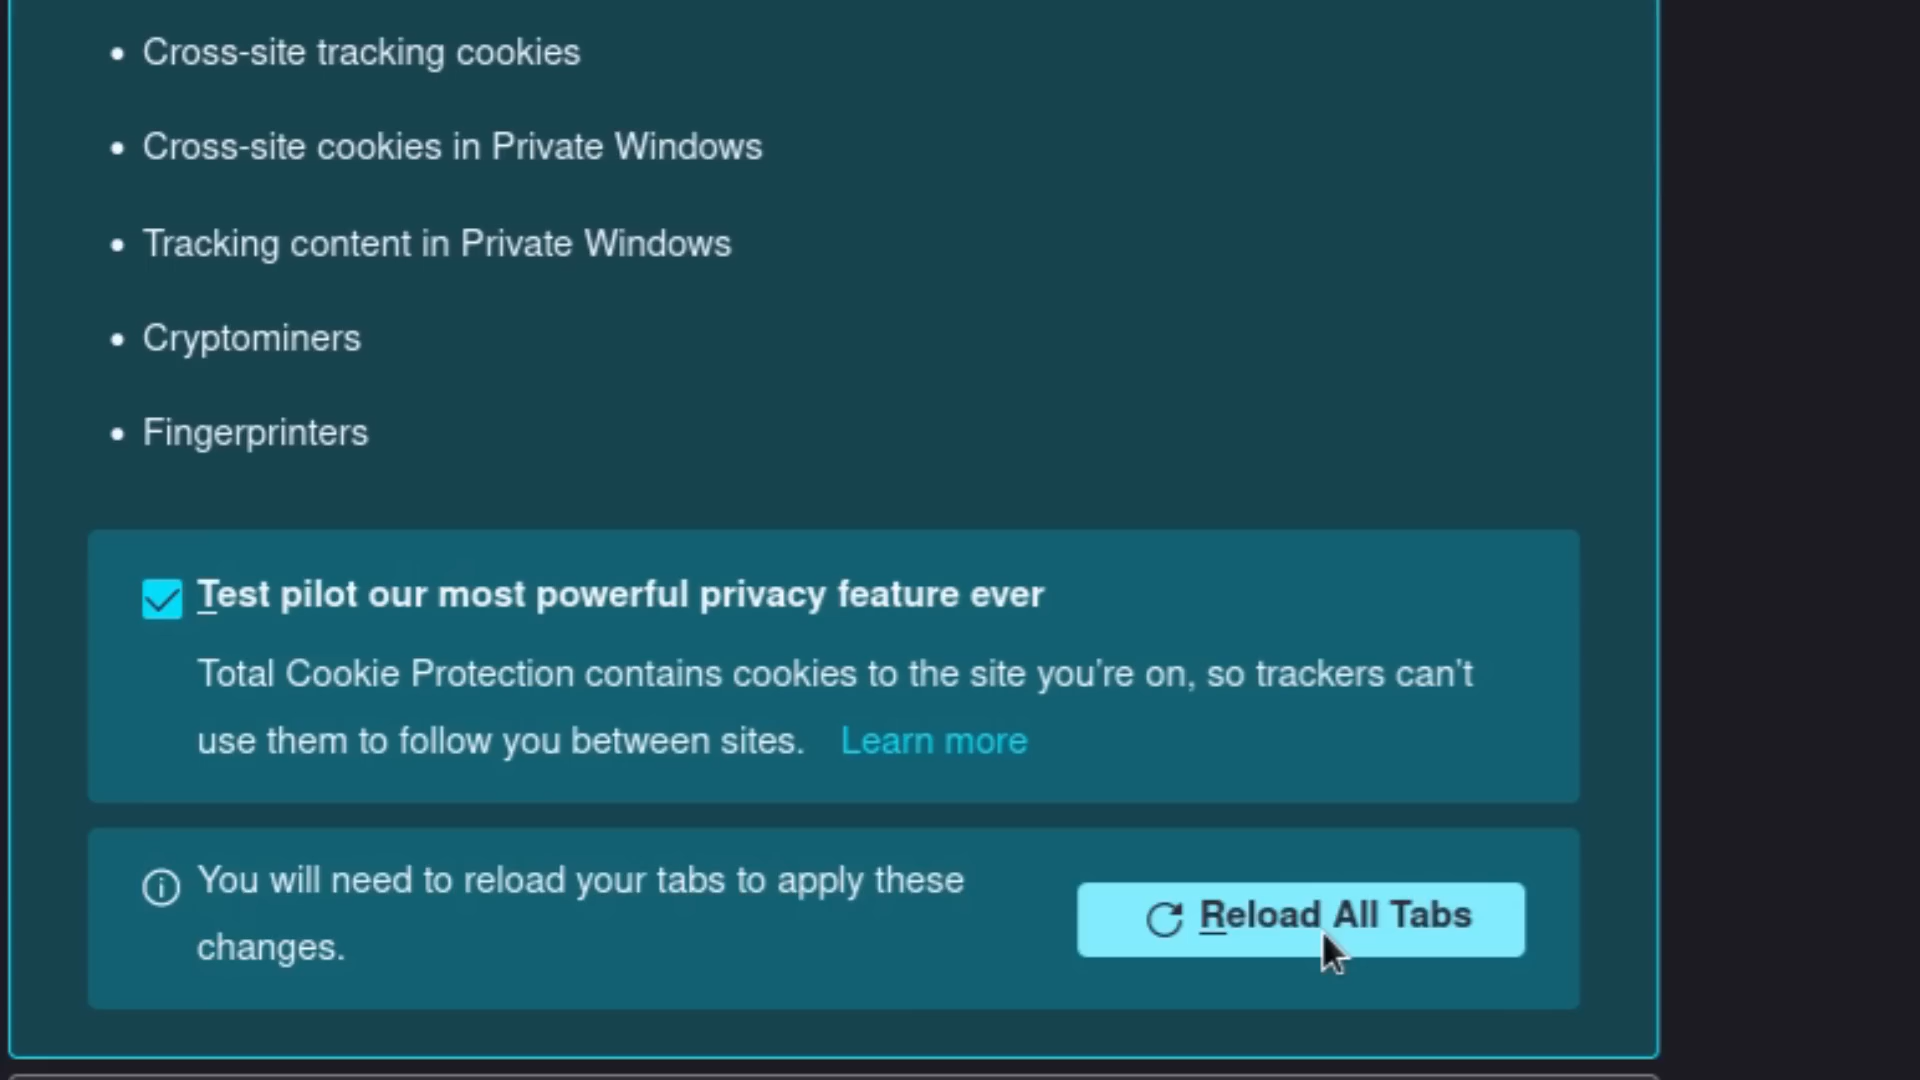 Cross-site tracking cookies
Cross-site cookies in Private Windows
Tracking content in Private Windows
Cryptominers
Fingerprinters
Test pilot our most powerful privacy feature ever
Total Cookie Protection contains cookies to the site you're on, so trackers can't
use them to follow you between sites. Learn more
You will need to reload your tabs to apply these
changes.
Reload All Tabs